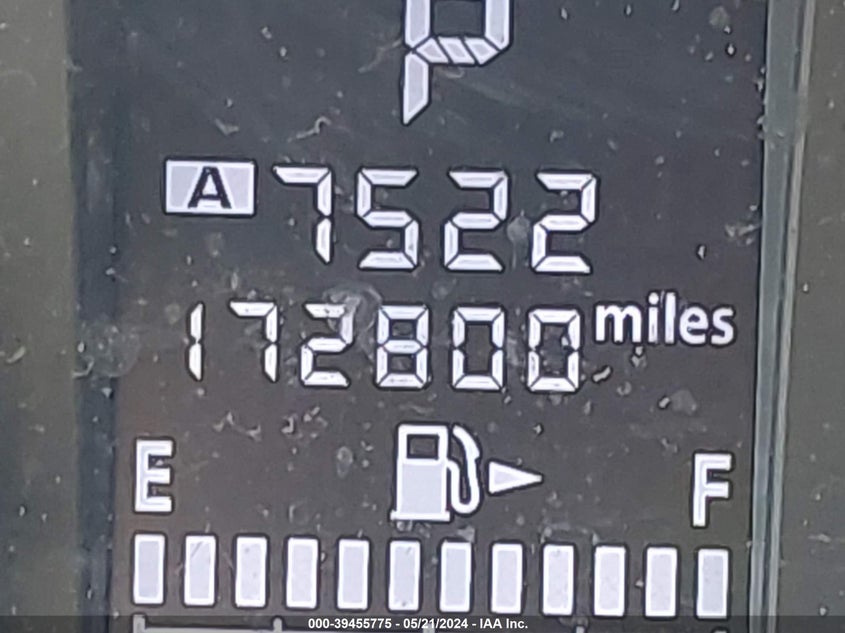 P
A 7522
172800 miles
E F
000-39455775 - 05/21/2024 - IAA Inc.